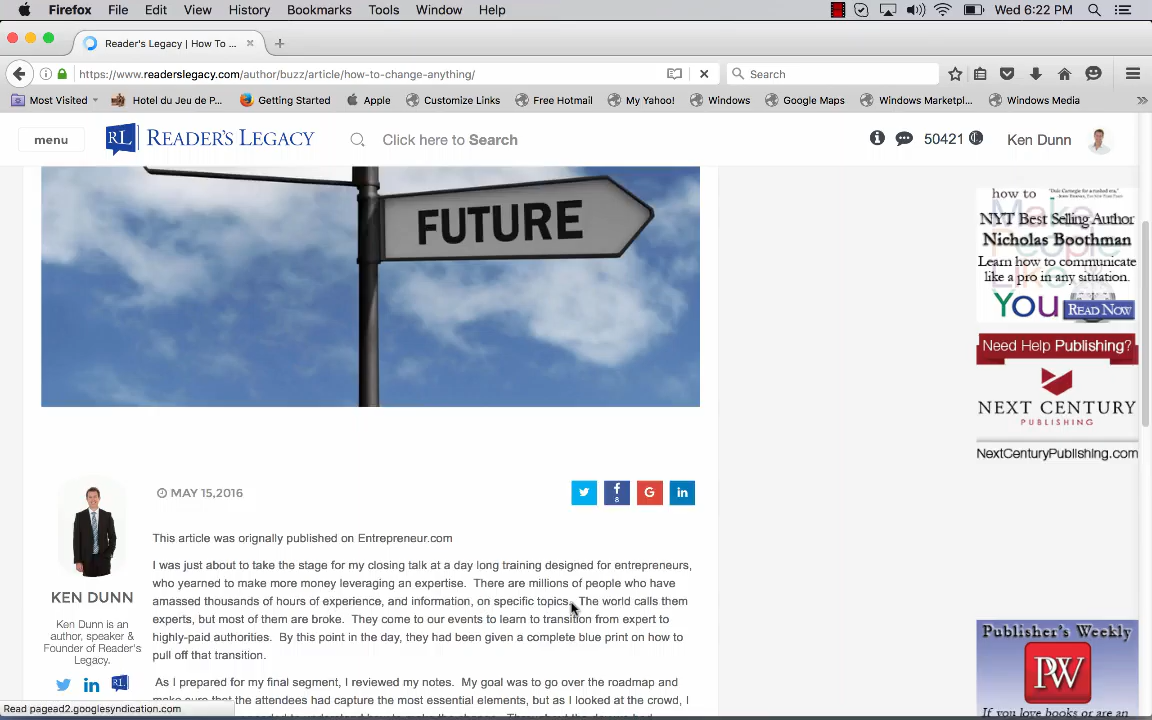 Firefox File Edit View History Bookmarks Tools Window Help Wed 6:22 PM
Reader's Legacy | How To ...
https://www.readerslegacy.com/author/buzz/article/how-to-change-anything/ Search
Most Visited Hotel du Jeu de P... Getting Started Apple Customize Links Free Hotmail My Yahoo! Windows Google Maps Windows Marketpl... Windows Media
menu RL READER'S LEGACY Click here to Search 50421 Ken Dunn
FUTURE
how to
Make
NYT Best Selling Author
People
Nicholas Boothman
Like
Learn how to communicate
like a pro in any situation.
YOU READ NOW
Need Help Publishing?
NEXT CENTURY
PUBLISHING
NextCenturyPublishing.com
MAY 15,2016
8 G in
This article was orignally published on Entrepreneur.com
I was just about to take the stage for my closing talk at a day long training designed for entrepreneurs,
who yearned to make more money leveraging an expertise. There are millions of people who have
amassed thousands of hours of experience, and information, on specific topics. The world calls them
experts, but most of them are broke. They come to our events to learn to transition from expert to
highly-paid authorities. By this point in the day, they had been given a complete blue print on how to
pull off that transition.
As I prepared for my final segment, I reviewed my notes. My goal was to go over the roadmap and
make sure that the attendees had capture the most essential elements, but as I looked at the crowd, I
KEN DUNN
Ken Dunn is an
author, speaker &
Founder of Reader's
Legacy.
in RL
Publisher's Weekly
PW
If you love books or are an
Read pagead2.googlesyndication.com